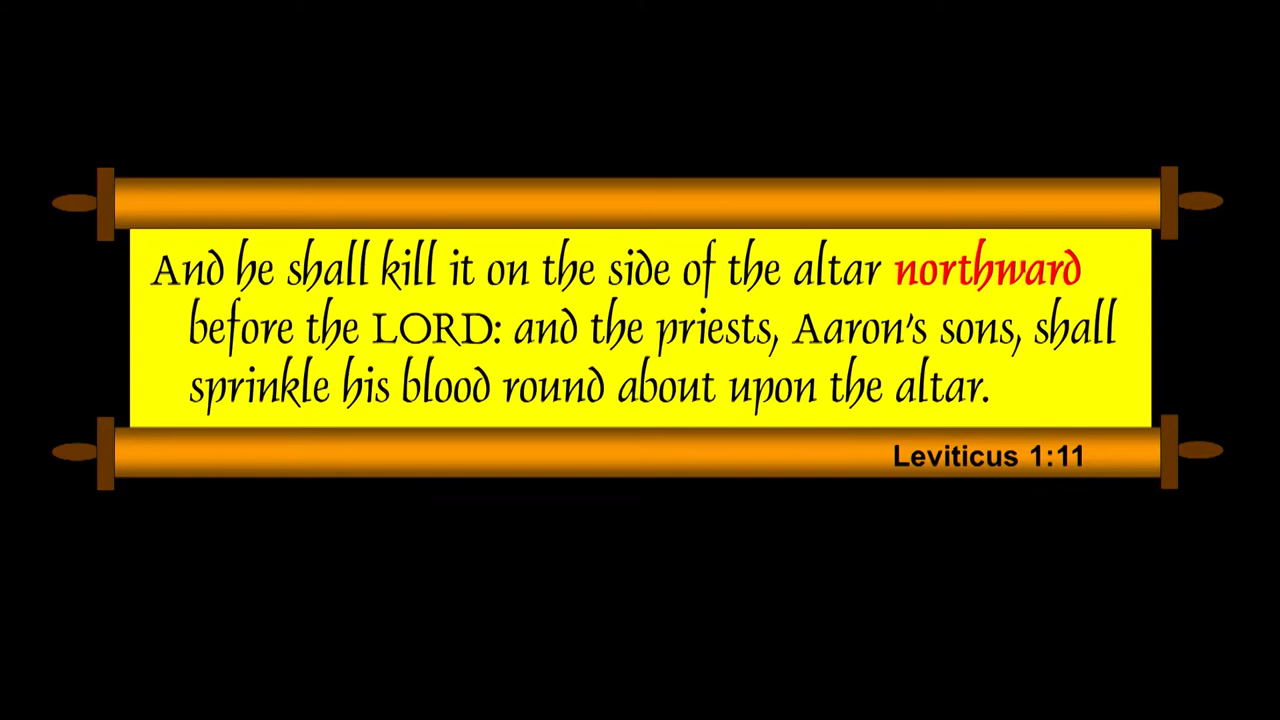 And he shall kill it on the side of the altar northward
before the LORD: and the priests, Aaron's sons, shall
sprinkle his blood round about upon the altar.
Leviticus 1:11